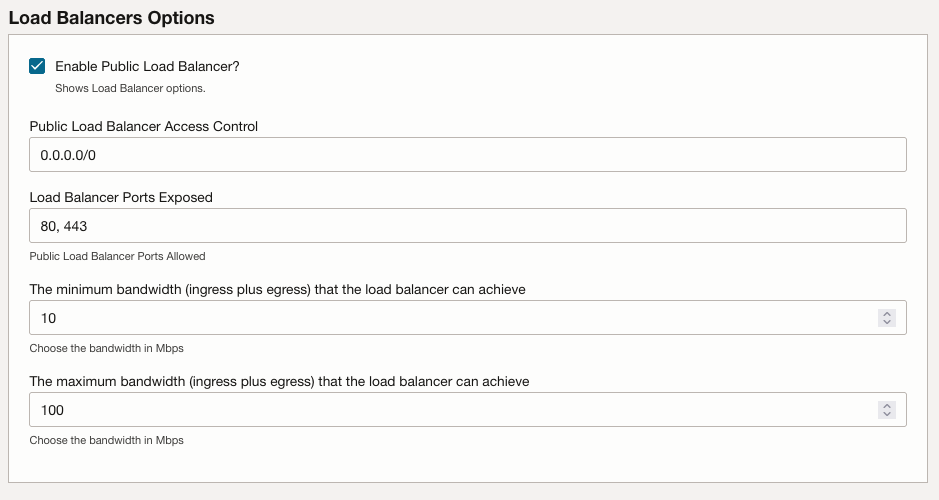 Load Balancers Options
Enable Public Load Balancer?
Shows Load Balancer options.
Public Load Balancer Access Control
0.0.0.0/0
Load Balancer Ports Exposed
80, 443
Public Load Balancer Ports Allowed
The minimum bandwidth (ingress plus egress) that the load balancer can achieve
10
Choose the bandwidth in Mbps
The maximum bandwidth (ingress plus egress) that the load balancer can achieve
100
Choose the bandwidth in Mbps